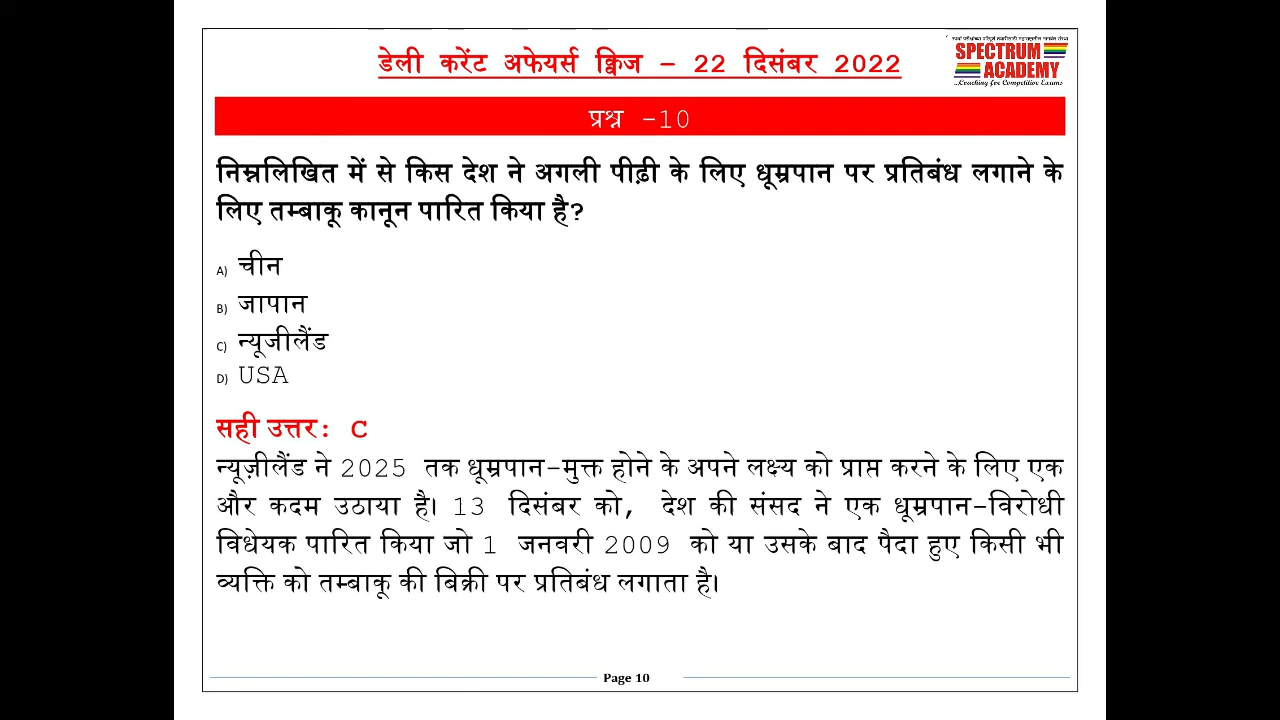 डेली करेंट अफेयर्स क्विज – 22 दिसंबर 2022
SPECTRUM
ACADEMY
...Coaching for Competitive Exams
प्रश्न -10
निम्नलिखित में से किस देश ने अगली पीढ़ी के लिए धूम्रपान पर प्रतिबंध लगाने के
लिए तम्बाकू कानून पारित किया है?
A) चीन
B) जापान
C) न्यूजीलैंड
D) USA
सही उत्तर: C
न्यूज़ीलैंड ने 2025 तक धूम्रपान-मुक्त होने के अपने लक्ष्य को प्राप्त करने के लिए एक
और कदम उठाया है। 13 दिसंबर को, देश की संसद ने एक धूम्रपान-विरोधी
विधेयक पारित किया जो 1 जनवरी 2009 को या उसके बाद पैदा हुए किसी भी
व्यक्ति को तम्बाकू की बिक्री पर प्रतिबंध लगाता है।
Page 10